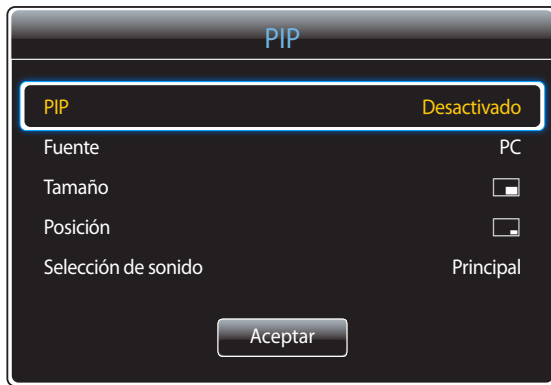 PIP
PIP Desactivado
Fuente PC
Tamaño
Posición
Selección de sonido Principal
Aceptar